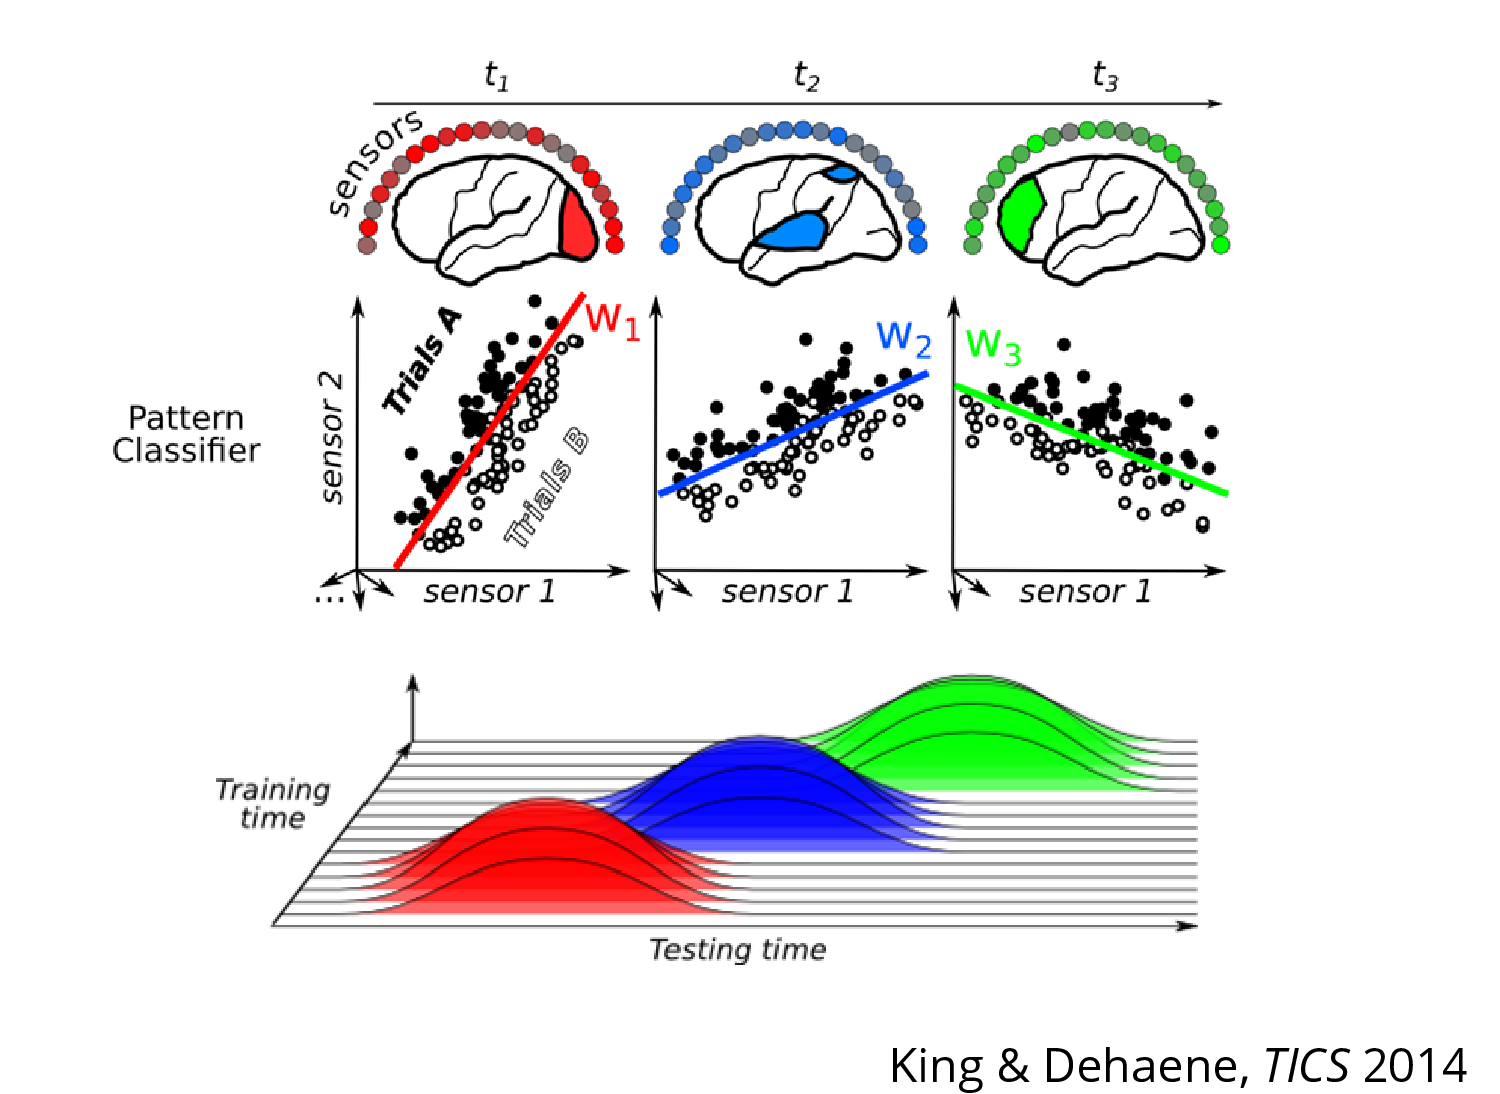 t1 t2 t3
sensors
Trials A
W1
W2
W3
Pattern
Classifier
sensor 2
Trials B
... sensor 1 sensor 1 sensor 1
Training
time
Testing time
King & Dehaene, TICS 2014